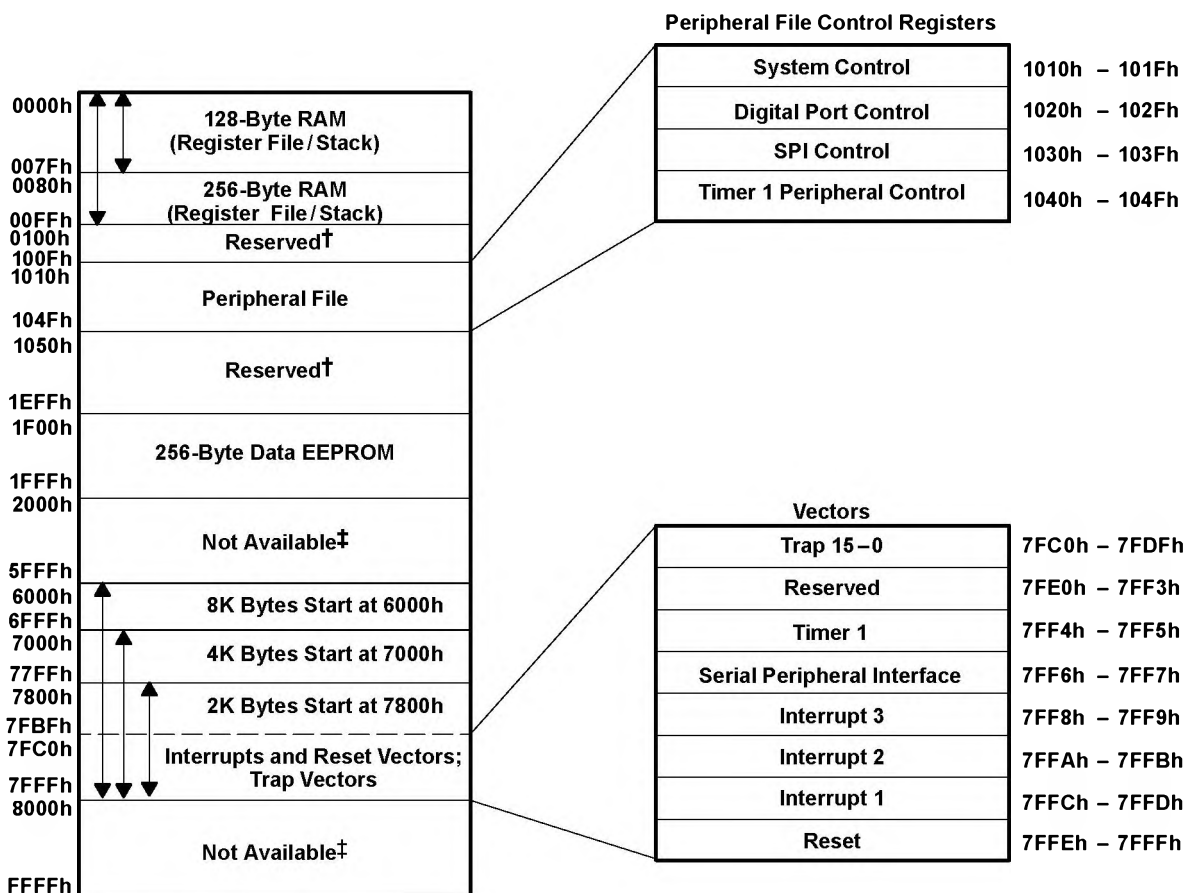 Peripheral File Control Registers
System Control
1010h – 101Fh
Digital Port Control
1020h – 102Fh
SPI Control
1030h – 103Fh
Timer 1 Peripheral Control
1040h – 104Fh
0000h
128-Byte RAM
(Register File/Stack)
007Fh
0080h
256-Byte RAM
(Register File/Stack)
00FFh
0100h
Reserved†
100Fh
1010h
Peripheral File
104Fh
1050h
Reserved†
1EFFh
1F00h
256-Byte Data EEPROM
1FFFh
2000h
Not Available‡
5FFFh
6000h
8K Bytes Start at 6000h
6FFFh
7000h
4K Bytes Start at 7000h
77FFh
7800h
2K Bytes Start at 7800h
7FBFh
7FC0h
Interrupts and Reset Vectors;
Trap Vectors
7FFFh
8000h
Not Available‡
FFFFh
Vectors
Trap 15–0
7FC0h – 7FDFh
Reserved
7FE0h – 7FF3h
Timer 1
7FF4h – 7FF5h
Serial Peripheral Interface
7FF6h – 7FF7h
Interrupt 3
7FF8h – 7FF9h
Interrupt 2
7FFAh – 7FFBh
Interrupt 1
7FFCh – 7FFDh
Reset
7FFEh – 7FFFh